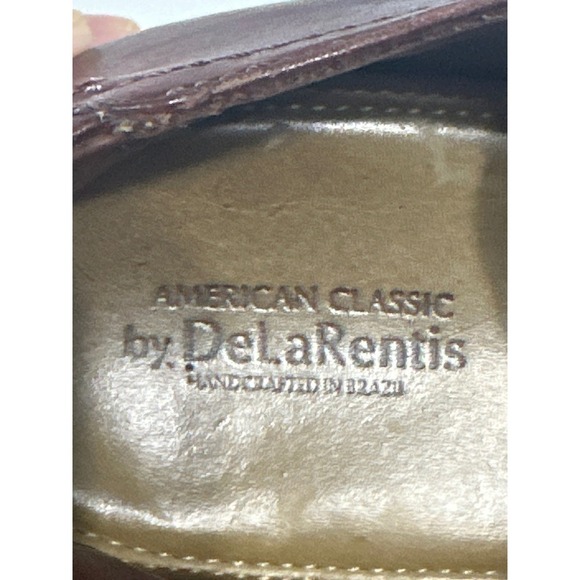 AMERICAN CLASSIC
by DeLaRentis
HANDCRAFTED IN BRAZIL